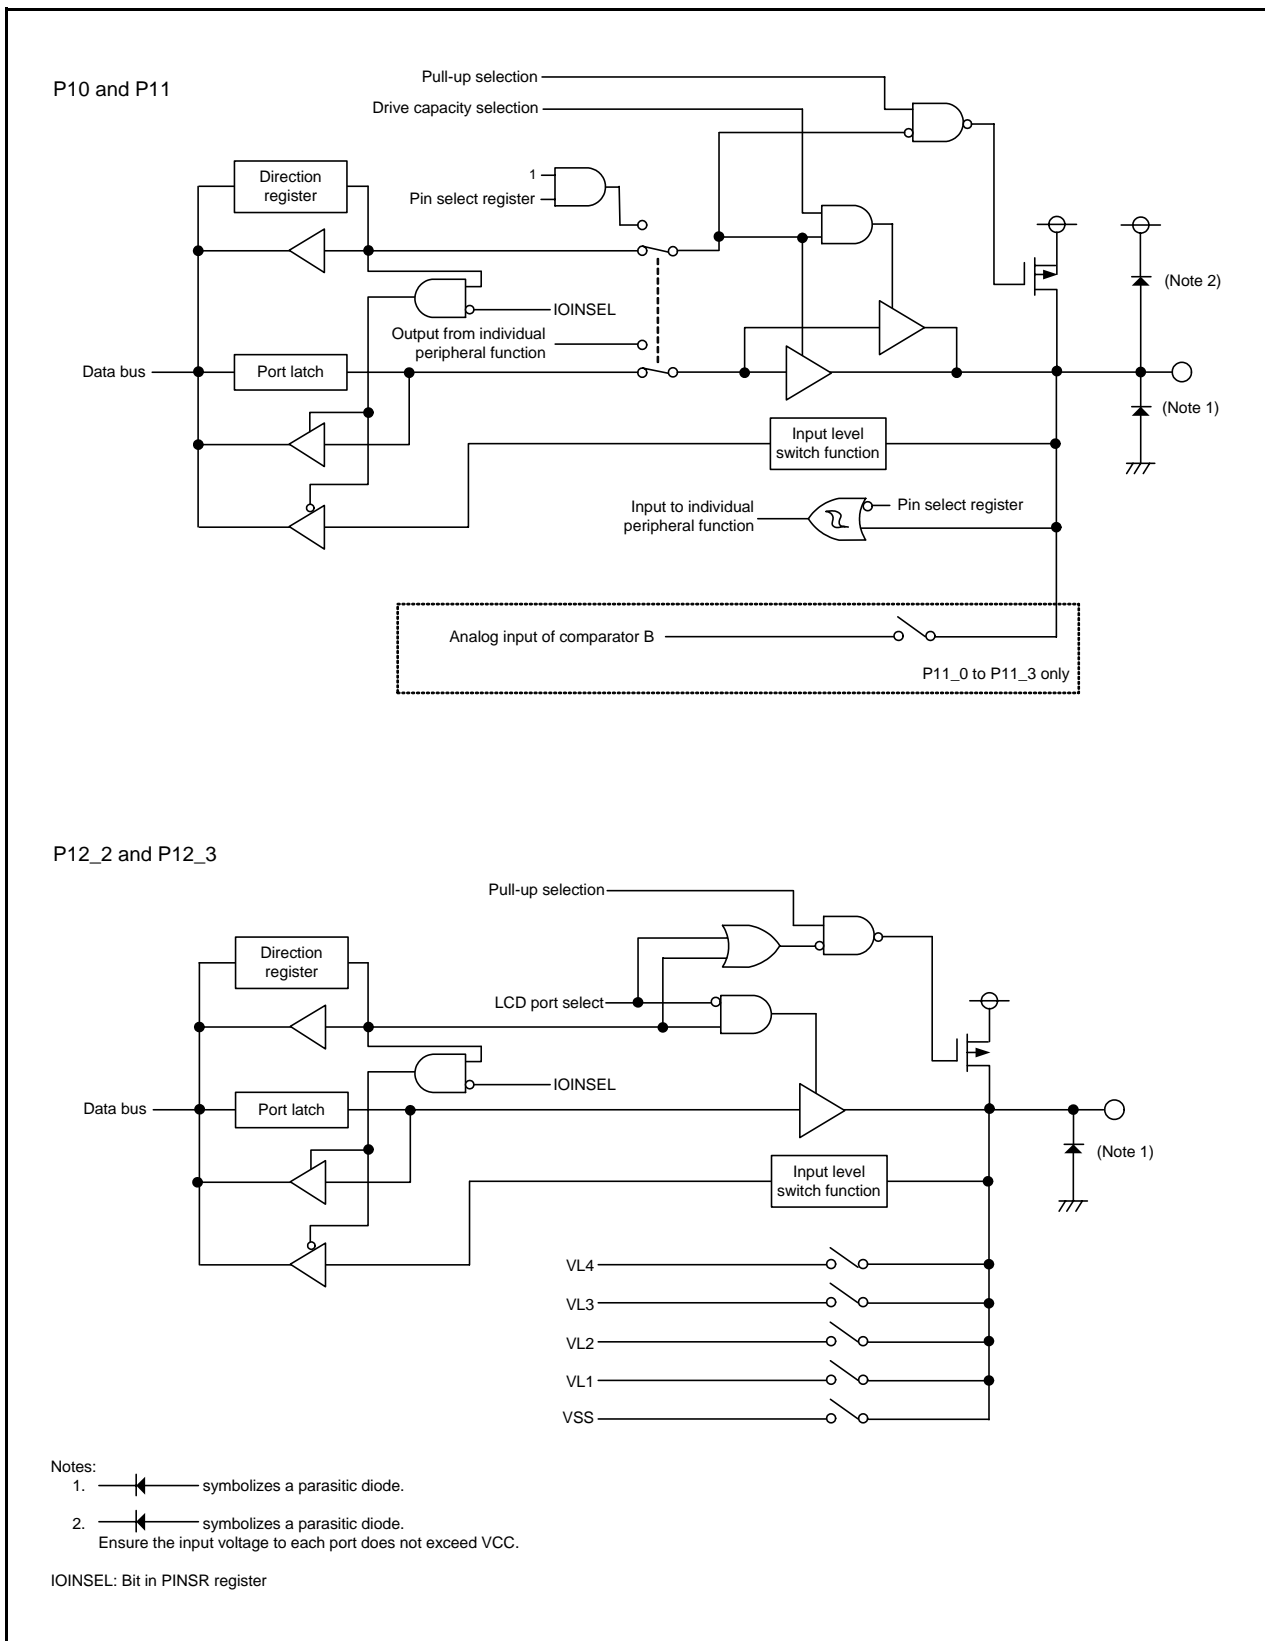 P10 and P11
Pull-up selection
Drive capacity selection
Direction
register
1
Pin select register
IOINSEL
(Note 2)
Output from individual
peripheral function
Data bus
Port latch
(Note 1)
Input level
switch function
Input to individual
peripheral function
Pin select register
Analog input of comparator B
P11_0 to P11_3 only
P12_2 and P12_3
Pull-up selection
Direction
register
LCD port select
IOINSEL
Data bus
Port latch
(Note 1)
Input level
switch function
VL4
VL3
VL2
VL1
VSS
Notes:
1. symbolizes a parasitic diode.
2. symbolizes a parasitic diode.
Ensure the input voltage to each port does not exceed VCC.
IOINSEL: Bit in PINSR register